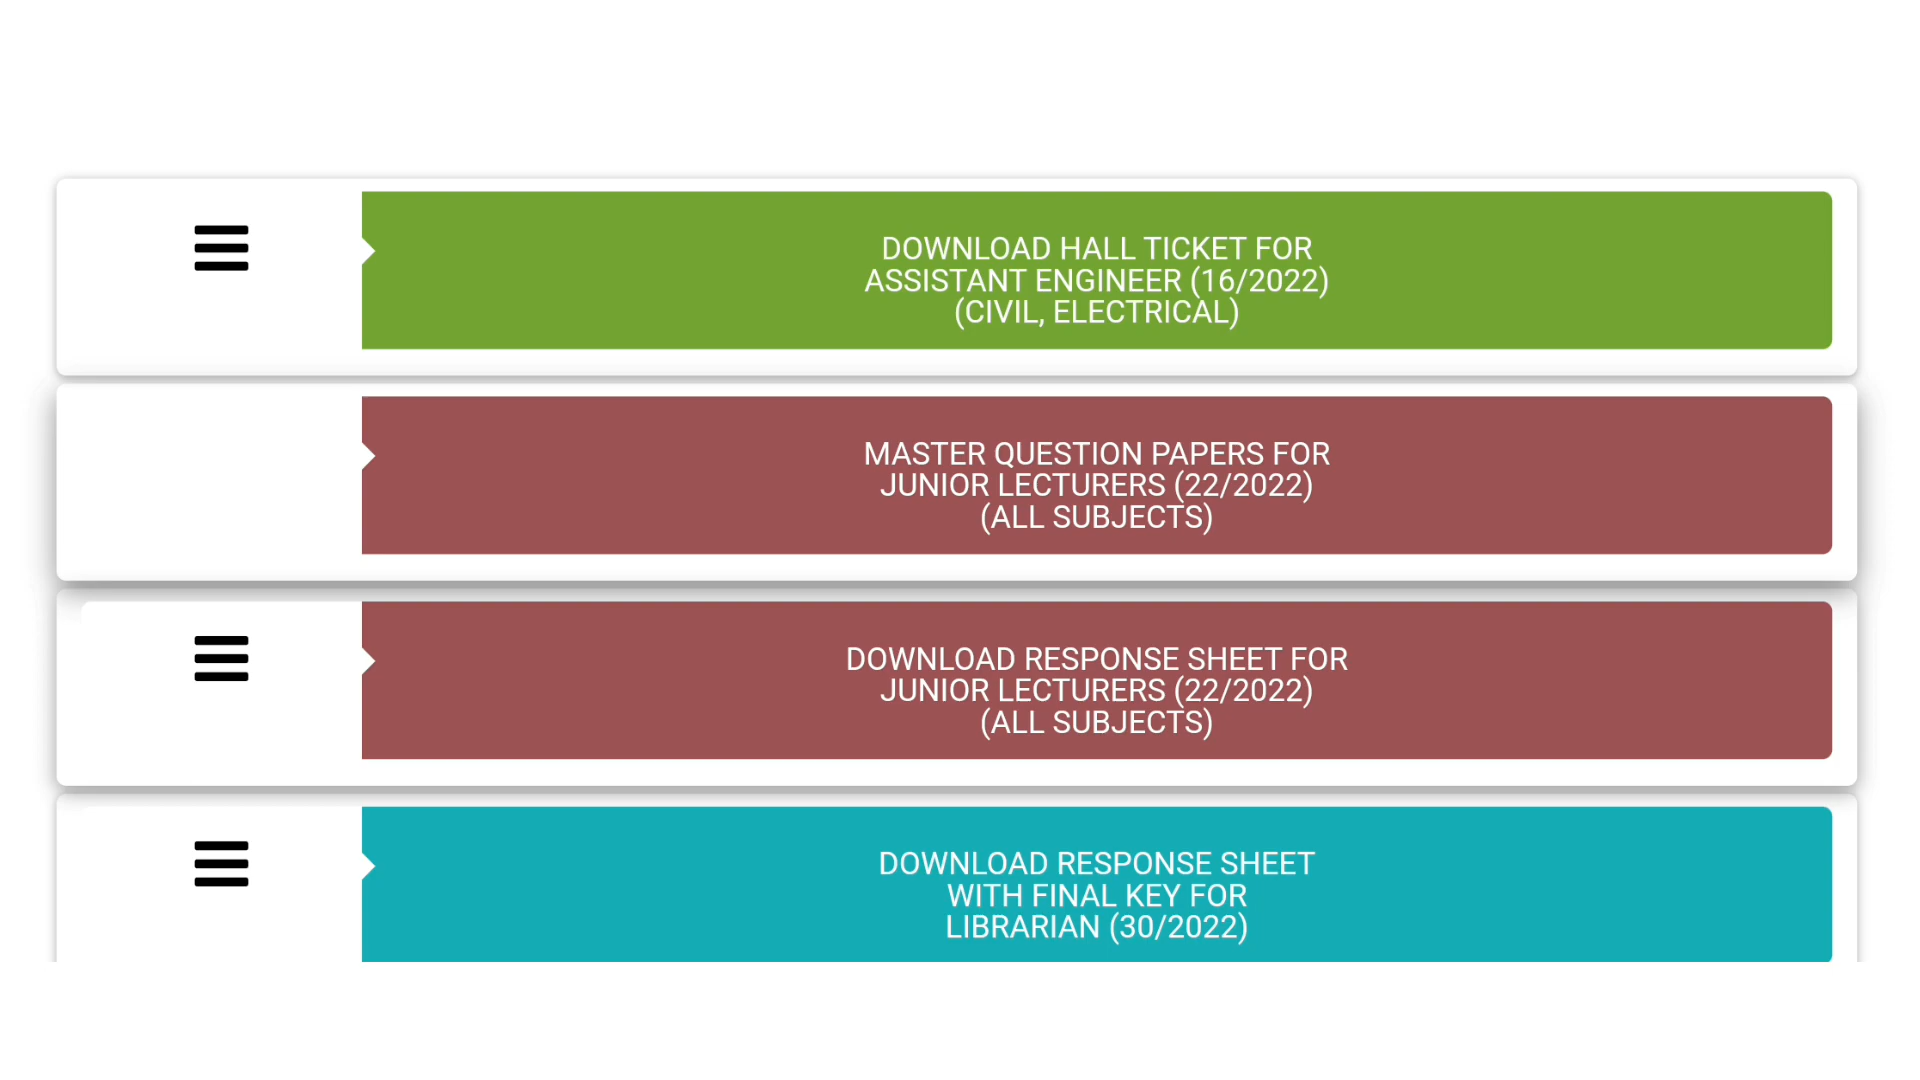 DOWNLOAD HALL TICKET FOR
ASSISTANT ENGINEER (16/2022)
(CIVIL, ELECTRICAL)
MASTER QUESTION PAPERS FOR
JUNIOR LECTURERS (22/2022)
(ALL SUBJECTS)
DOWNLOAD RESPONSE SHEET FOR
JUNIOR LECTURERS (22/2022)
(ALL SUBJECTS)
DOWNLOAD RESPONSE SHEET
WITH FINAL KEY FOR
LIBRARIAN (30/2022)